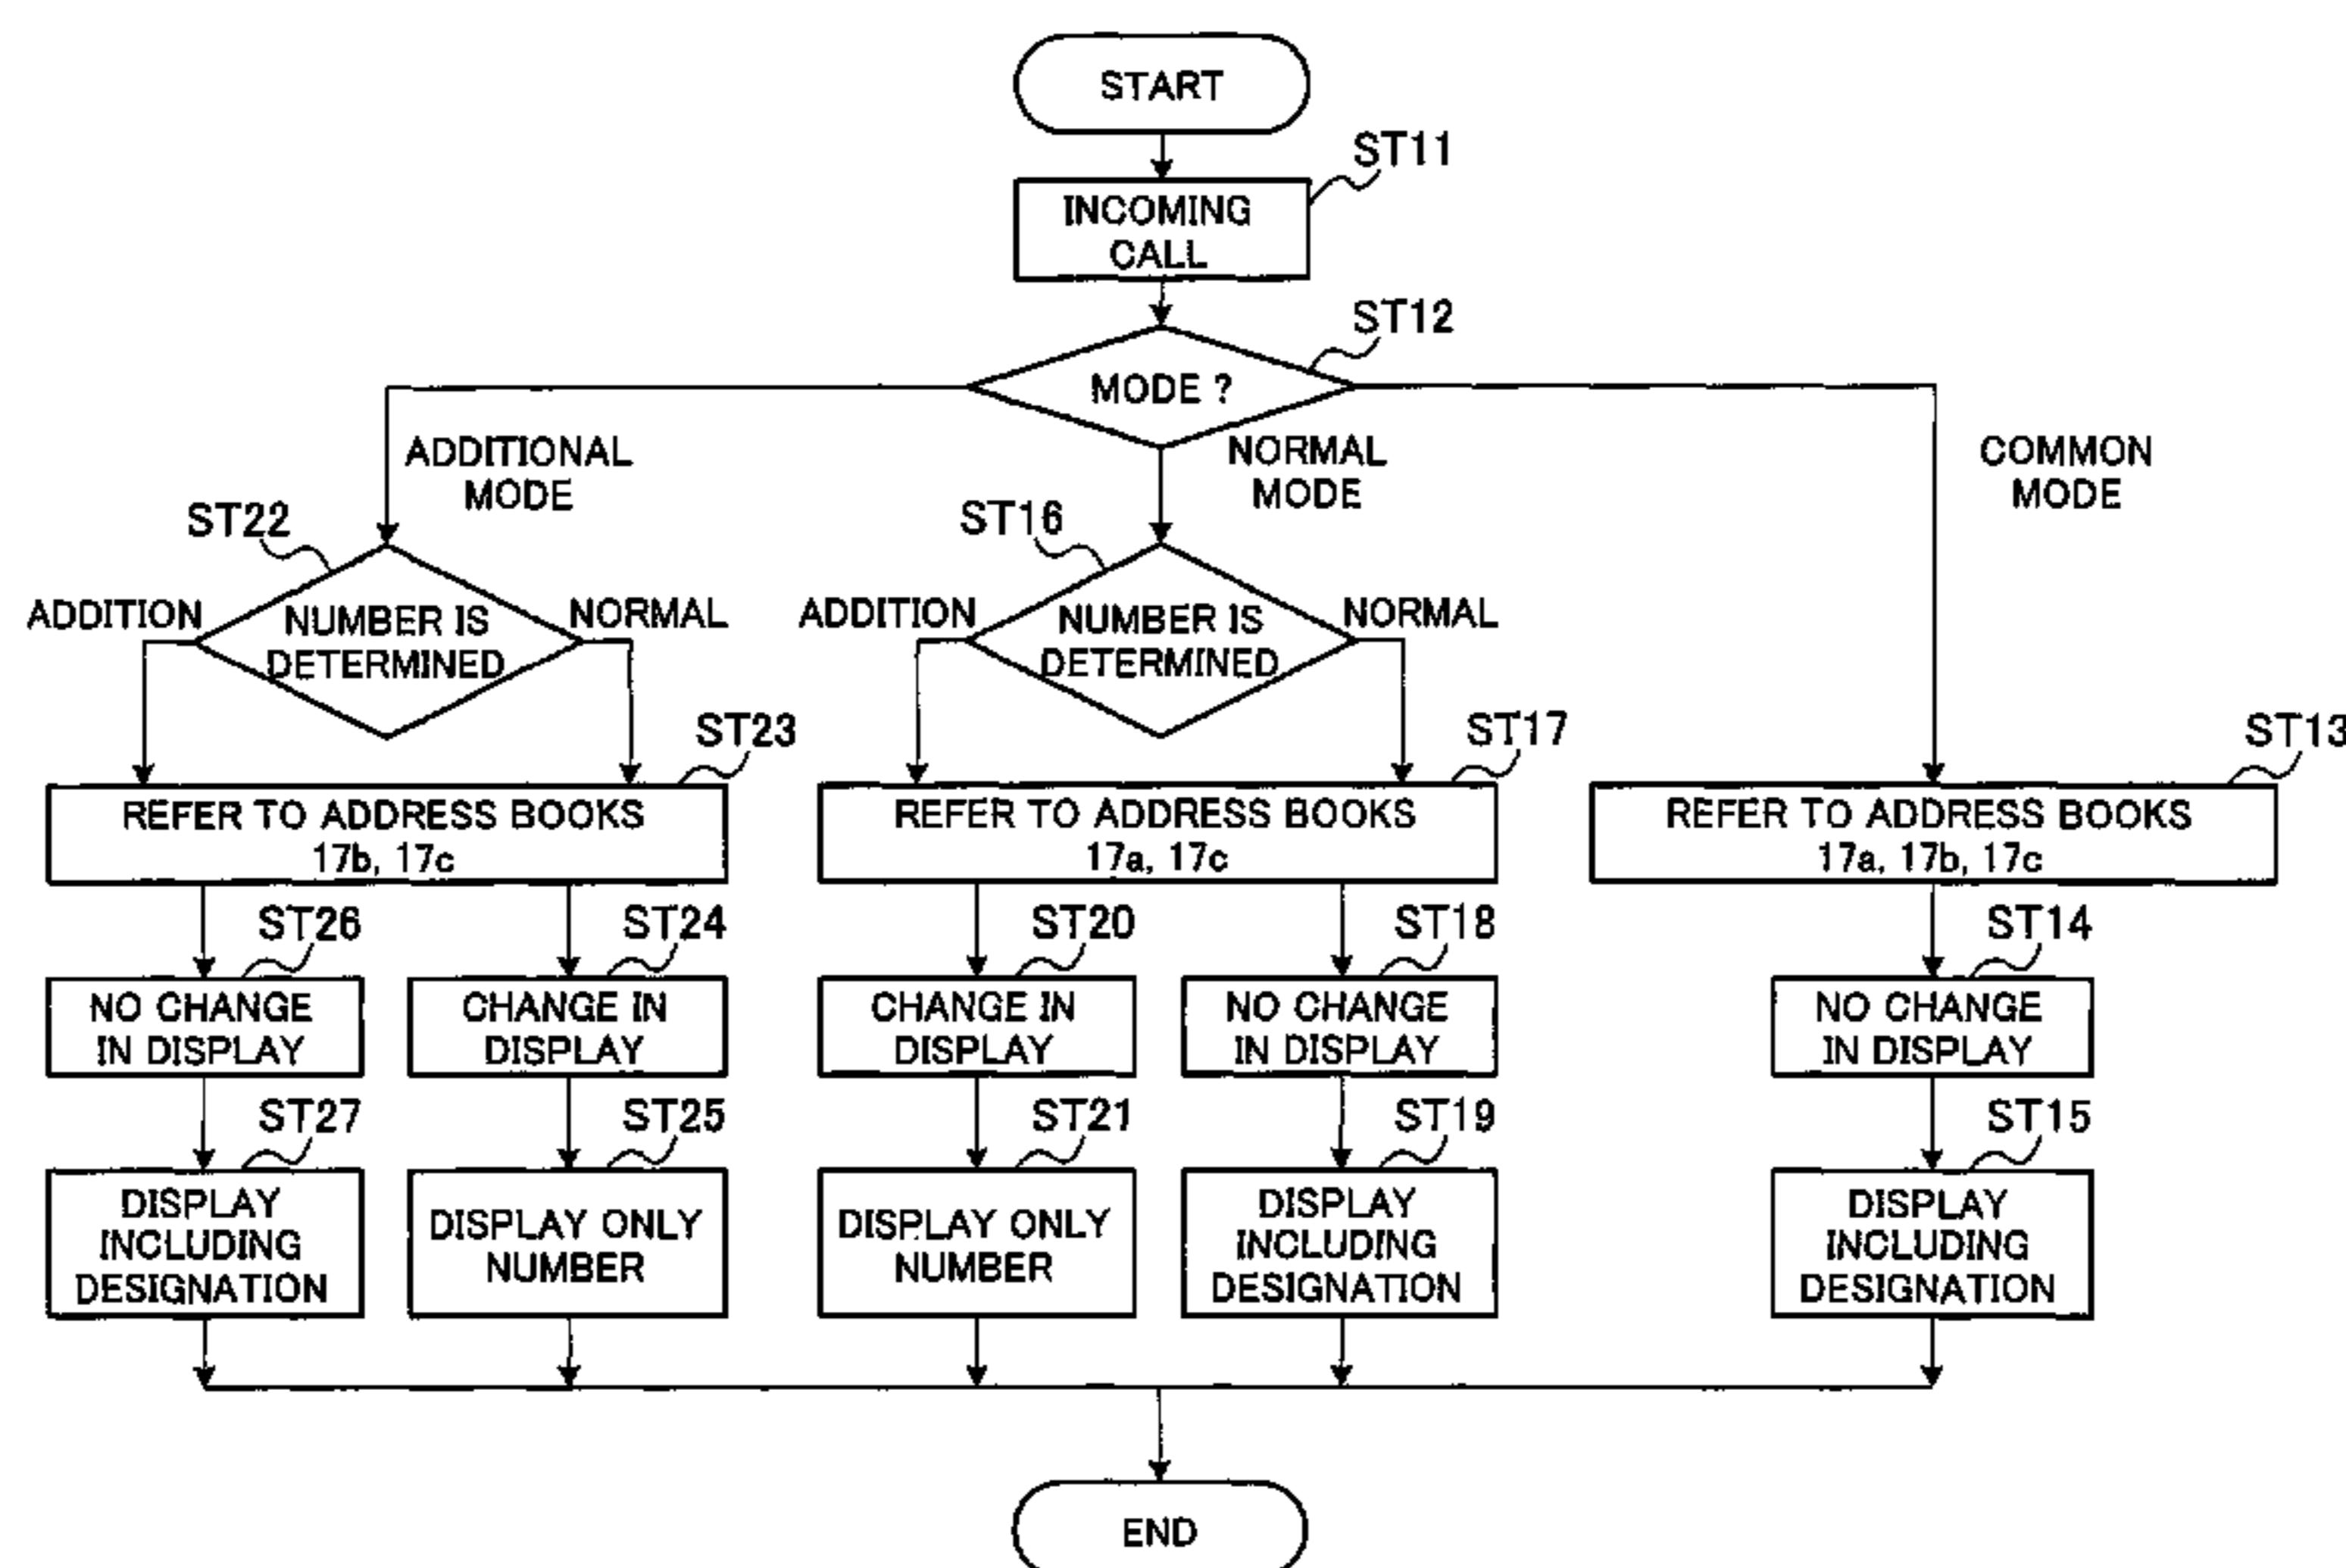 START
ST11
INCOMING
CALL
ST12
MODE ?
ADDITIONAL
MODE
NORMAL
MODE
COMMON
MODE
ST22
ST16
ADDITION
NUMBER IS
DETERMINED
NORMAL
ADDITION
NUMBER IS
DETERMINED
NORMAL
ST23
ST17
ST13
REFER TO ADDRESS BOOKS
17b, 17c
REFER TO ADDRESS BOOKS
17a, 17c
REFER TO ADDRESS BOOKS
17a, 17b, 17c
ST26
ST24
ST20
ST18
ST14
NO CHANGE
IN DISPLAY
CHANGE IN
DISPLAY
CHANGE IN
DISPLAY
NO CHANGE
IN DISPLAY
NO CHANGE
IN DISPLAY
ST27
ST25
ST21
ST19
ST15
DISPLAY
INCLUDING
DESIGNATION
DISPLAY ONLY
NUMBER
DISPLAY ONLY
NUMBER
DISPLAY
INCLUDING
DESIGNATION
DISPLAY
INCLUDING
DESIGNATION
END